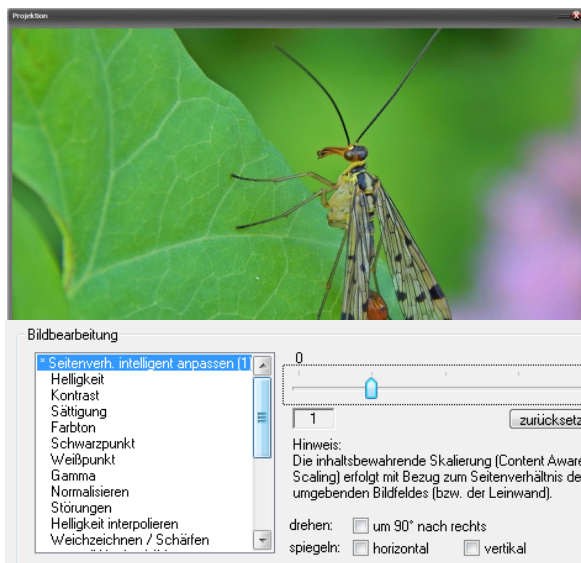 Projektion
Bildbearbeitung
* Seitenverh. intelligent anpassen (1)
Helligkeit
Kontrast
Sättigung
Farbton
Schwarzpunkt
Weißpunkt
Gamma
Normalisieren
Störungen
Helligkeit interpolieren
Weichzeichnen / Schärfen
0
1
zurücksetz
Hinweis:
Die inhaltsbewahrende Skalierung (Content Aware
Scaling) erfolgt mit Bezug zum Seitenverhältnis de
umgebenden Bildfeldes (bzw. der Leinwand).
drehen: um 90° nach rechts
spiegeln: horizontal vertikal